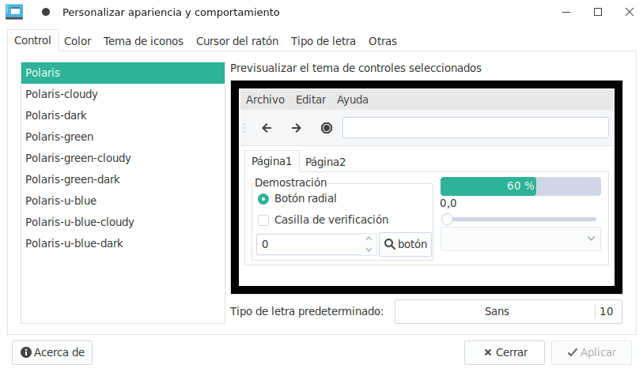 Personalizar apariencia y comportamiento
Control Color Tema de iconos Cursor del ratón Tipo de letra Otras
Polaris
Polaris-cloudy
Polaris-dark
Polaris-green
Polaris-green-cloudy
Polaris-green-dark
Polaris-u-blue
Polaris-u-blue-cloudy
Polaris-u-blue-dark
Previsualizar el tema de controles seleccionados
Archivo Editar Ayuda
Página1 Página2
Demostración
Botón radial
Casilla de verificación
0 botón
60 %
0,0
Tipo de letra predeterminado: Sans 10
Acerca de Cerrar Aplicar